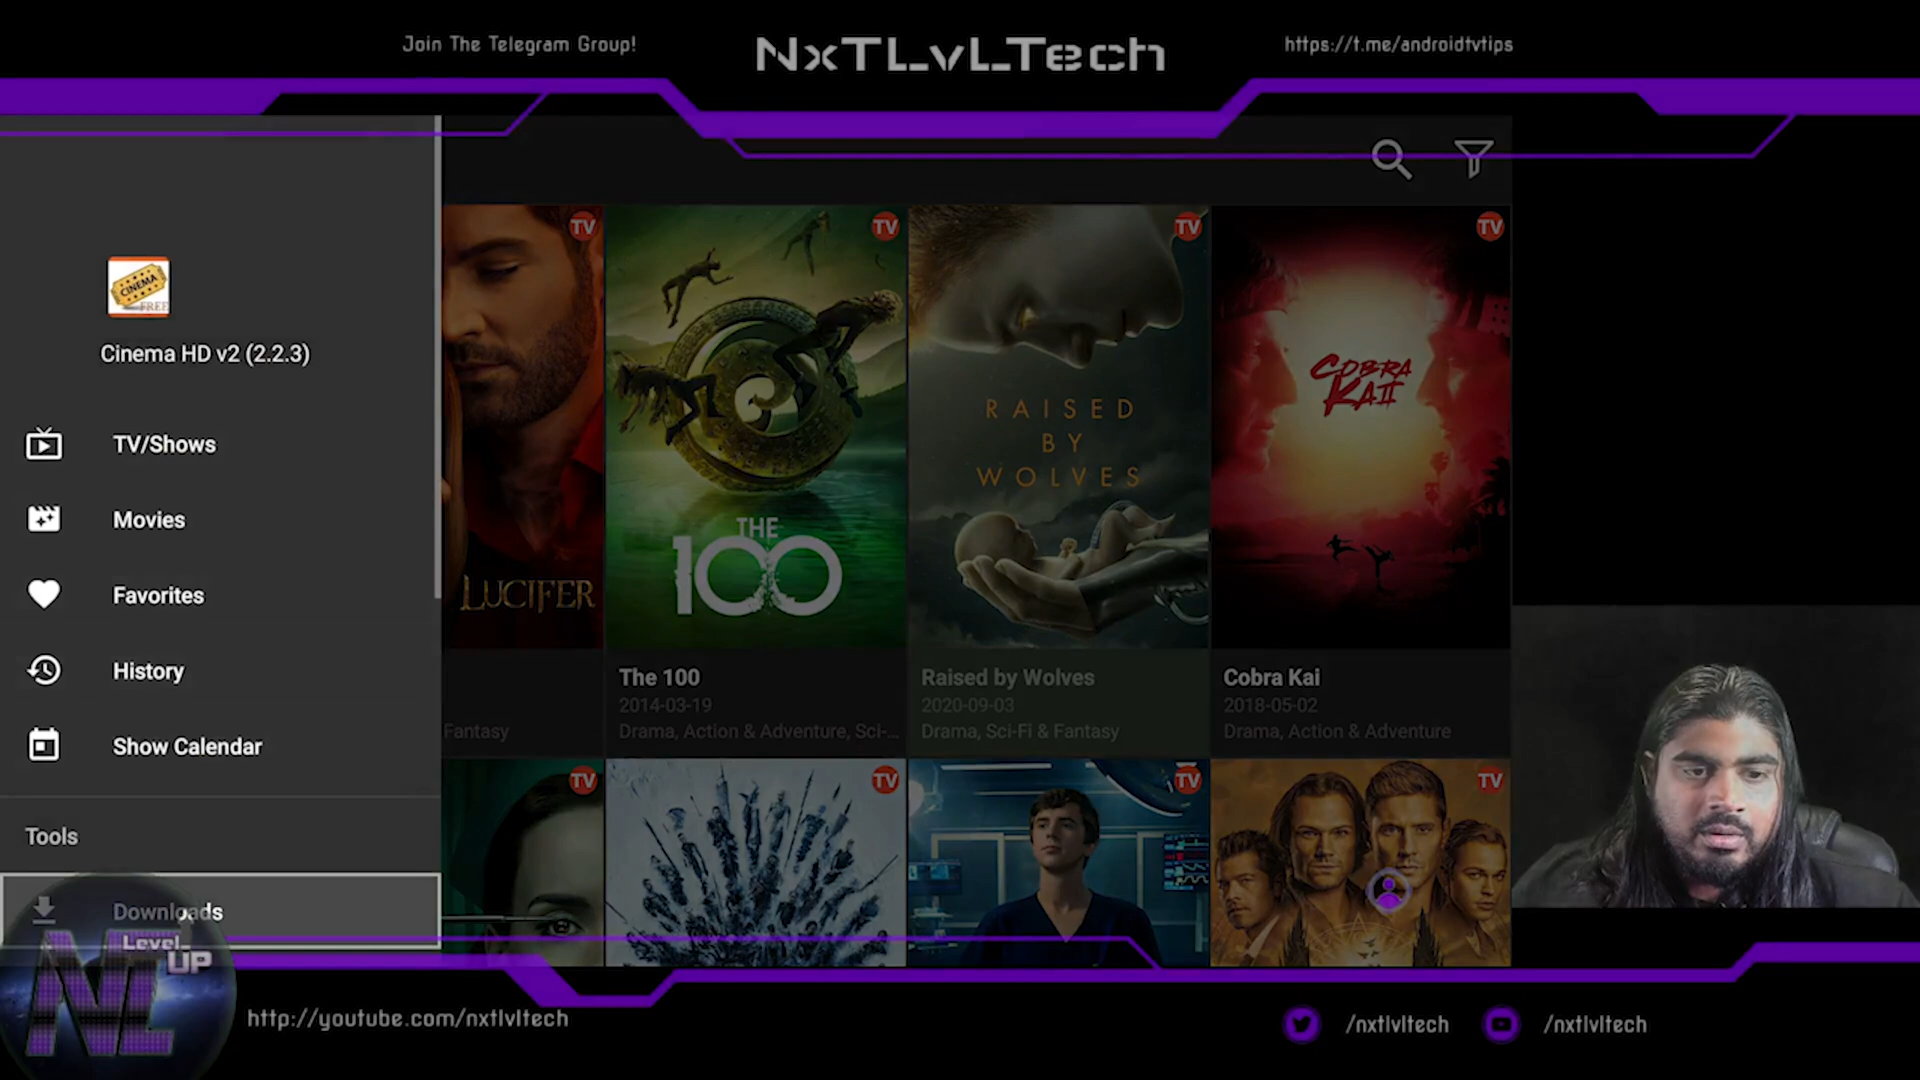 Join The Telegram Group!
NxTLvLTech
https://t.me/androidtvtips
CINEMA
FREE
Cinema HD v2 (2.2.3)
TV/Shows
Movies
Favorites
History
Show Calendar
Tools
Downloads
TV
TV
TV
TV
LUCIFER
THE
100
RAISED
BY
WOLVES
COBRA
KAI
The 100
2014-03-19
Drama, Action & Adventure, Sci-...
Raised by Wolves
2020-09-03
Drama, Sci-Fi & Fantasy
Cobra Kai
2018-05-02
Drama, Action & Adventure
Fantasy
TV
TV
TV
TV
Level
UP
NL
http://youtube.com/nxtlvltech
/nxtlvltech
/nxtlvltech